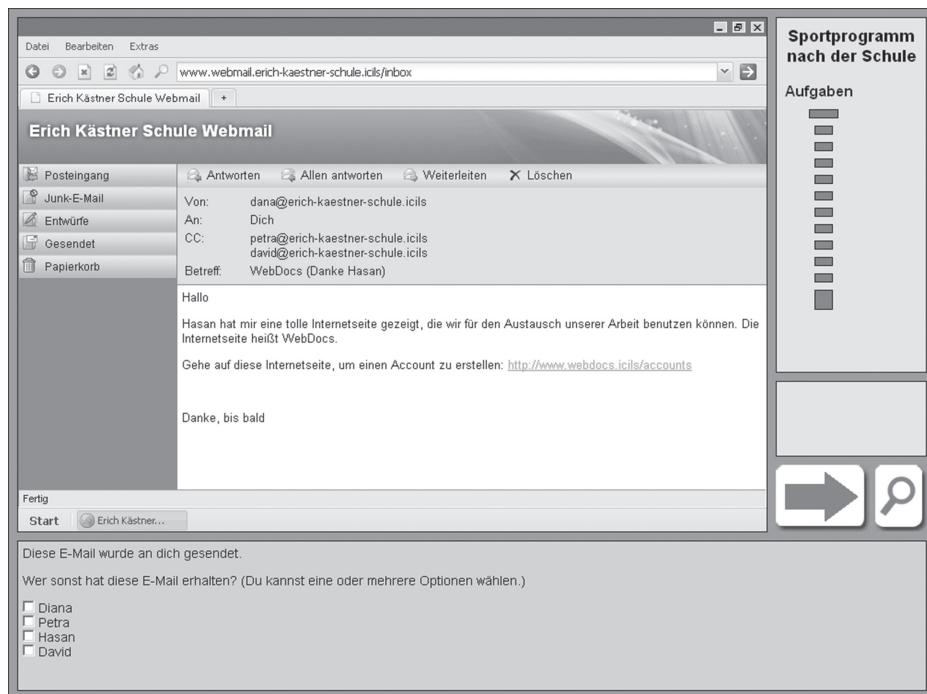 Datei Bearbeiten Extras
www.webmail.erich-kaestner-schule.icils/inbox
Erich Kästner Schule Webmail +
Erich Kästner Schule Webmail
Posteingang
Junk-E-Mail
Entwürfe
Gesendet
Papierkorb
Antworten Allen antworten Weiterleiten Löschen
Von: dana@erich-kaestner-schule.icils
An: Dich
CC: petra@erich-kaestner-schule.icils
david@erich-kaestner-schule.icils
Betreff: WebDocs (Danke Hasan)
Hallo
Hasan hat mir eine tolle Internetseite gezeigt, die wir für den Austausch unserer Arbeit benutzen können. Die
Internetseite heißt WebDocs.
Gehe auf diese Internetseite, um einen Account zu erstellen: http://www.webdocs.icils/accounts
Danke, bis bald
Fertig
Start Erich Kästner...
Sportprogramm
nach der Schule
Aufgaben
Diese E-Mail wurde an dich gesendet.
Wer sonst hat diese E-Mail erhalten? (Du kannst eine oder mehrere Optionen wählen.)
Diana
Petra
Hasan
David